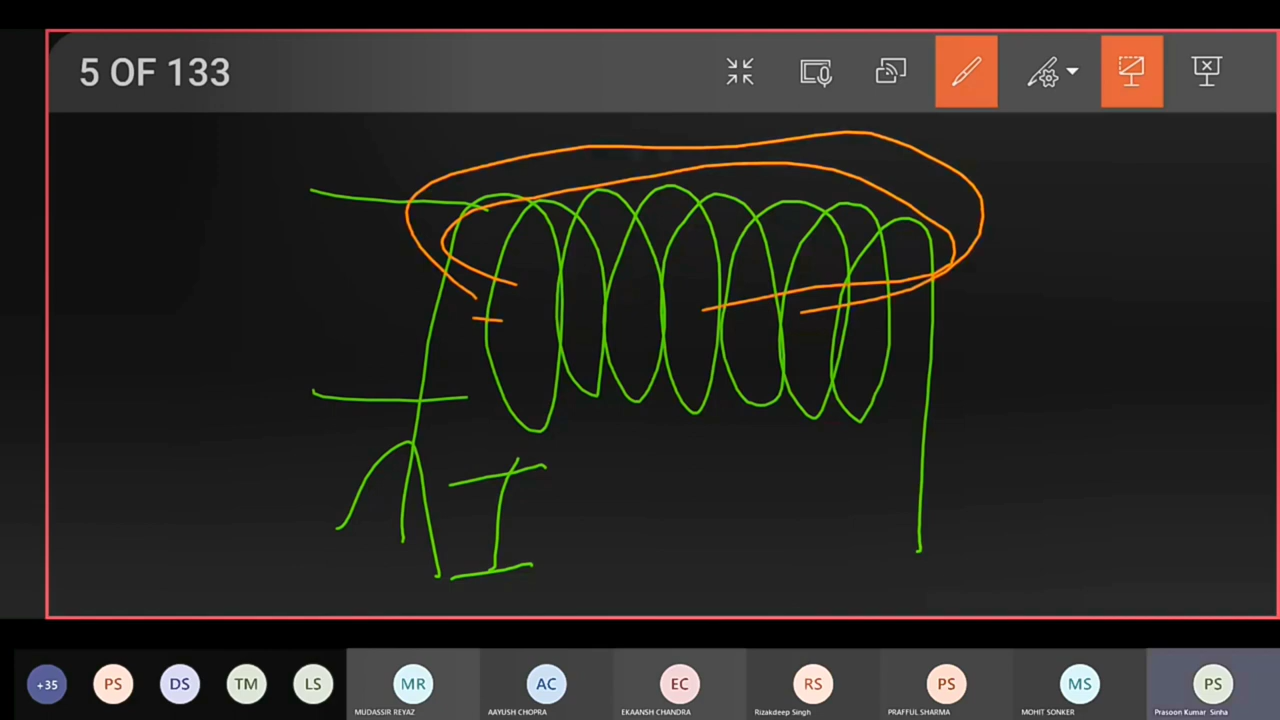 5 OF 133
I
+35 PS DS TM LS MR AC EC RS PS MS PS
MUDASSIR REYAZ AAYUSH CHOPRA EKAANSH CHANDRA Rizakdeep Singh PRAFFUL SHARMA MOHIT SONKER Prasoon Kumar Sinha